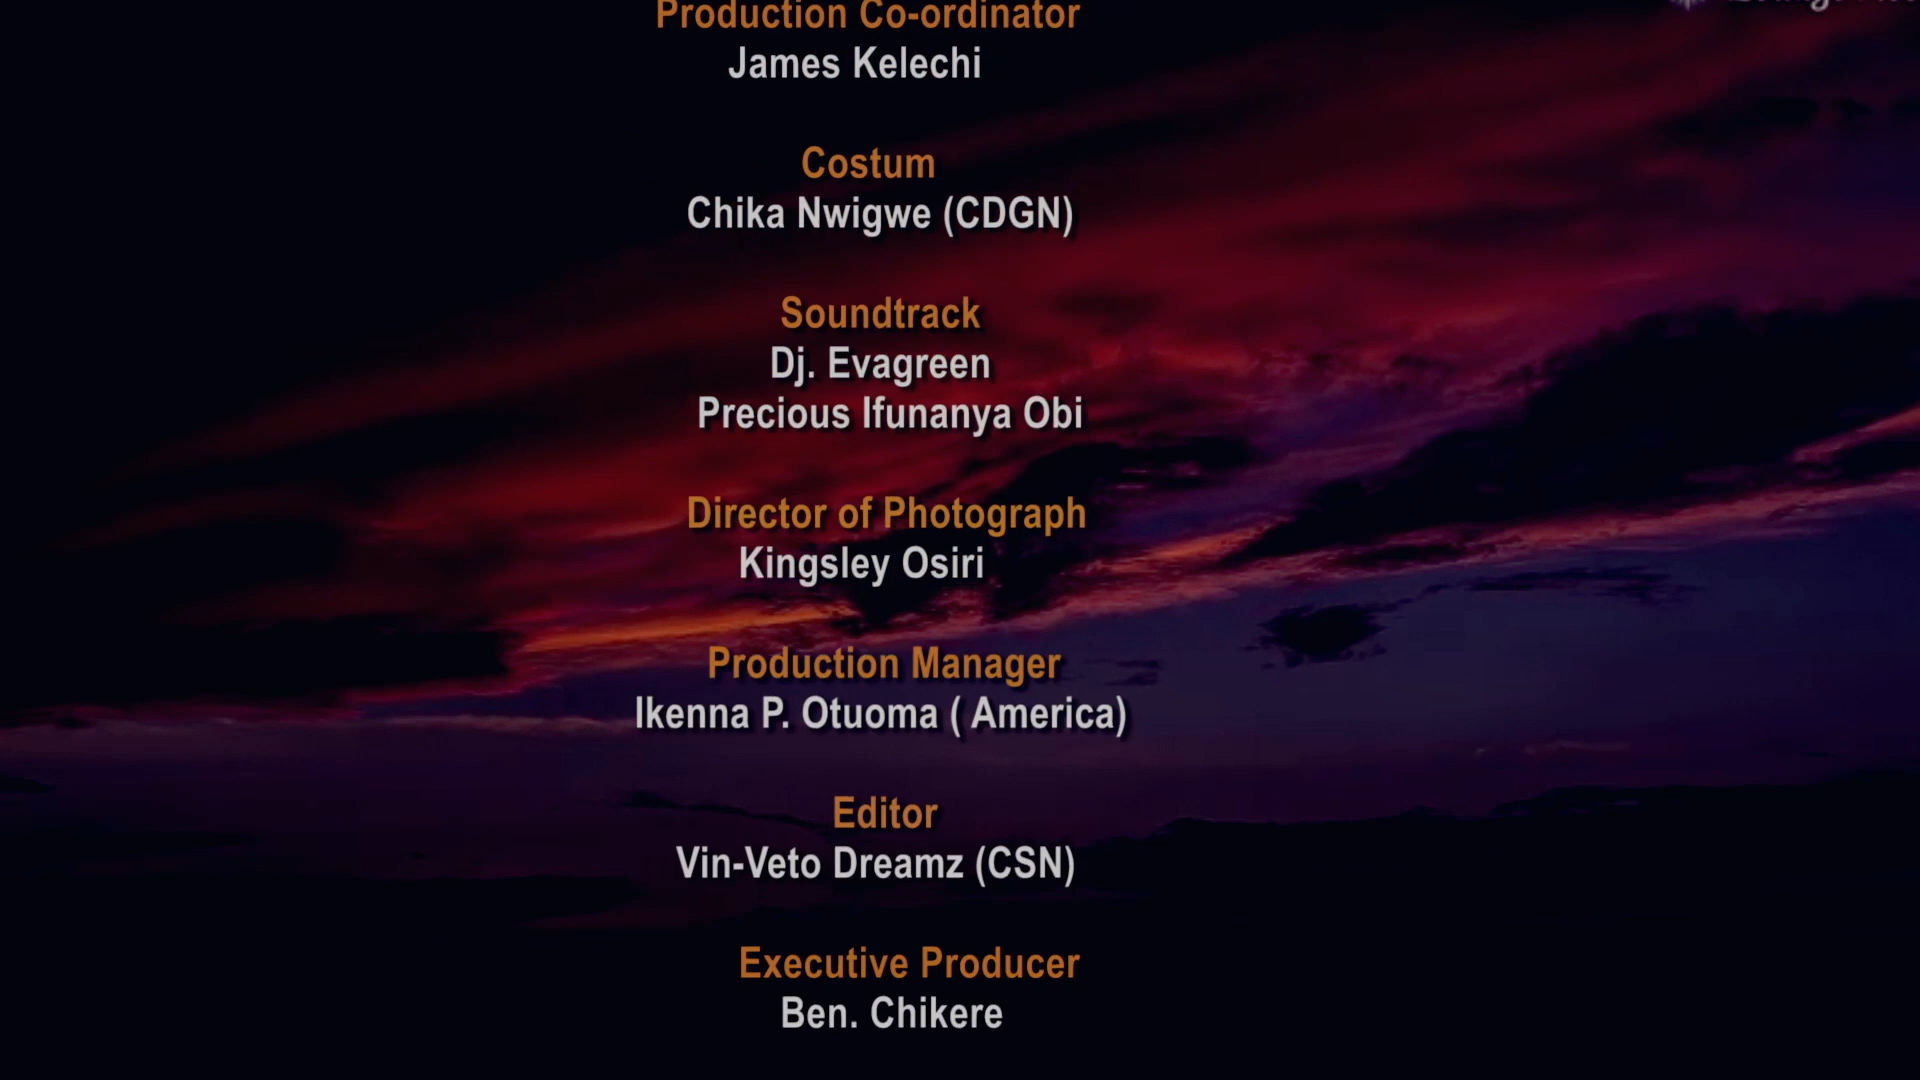 Production Co-ordinator
James Kelechi
Costum
Chika Nwigwe (CDGN)
Soundtrack
Dj. Evagreen
Precious Ifunanya Obi
Director of Photograph
Kingsley Osiri
Production Manager
Ikenna P. Otuoma ( America)
Editor
Vin-Veto Dreamz (CSN)
Executive Producer
Ben. Chikere